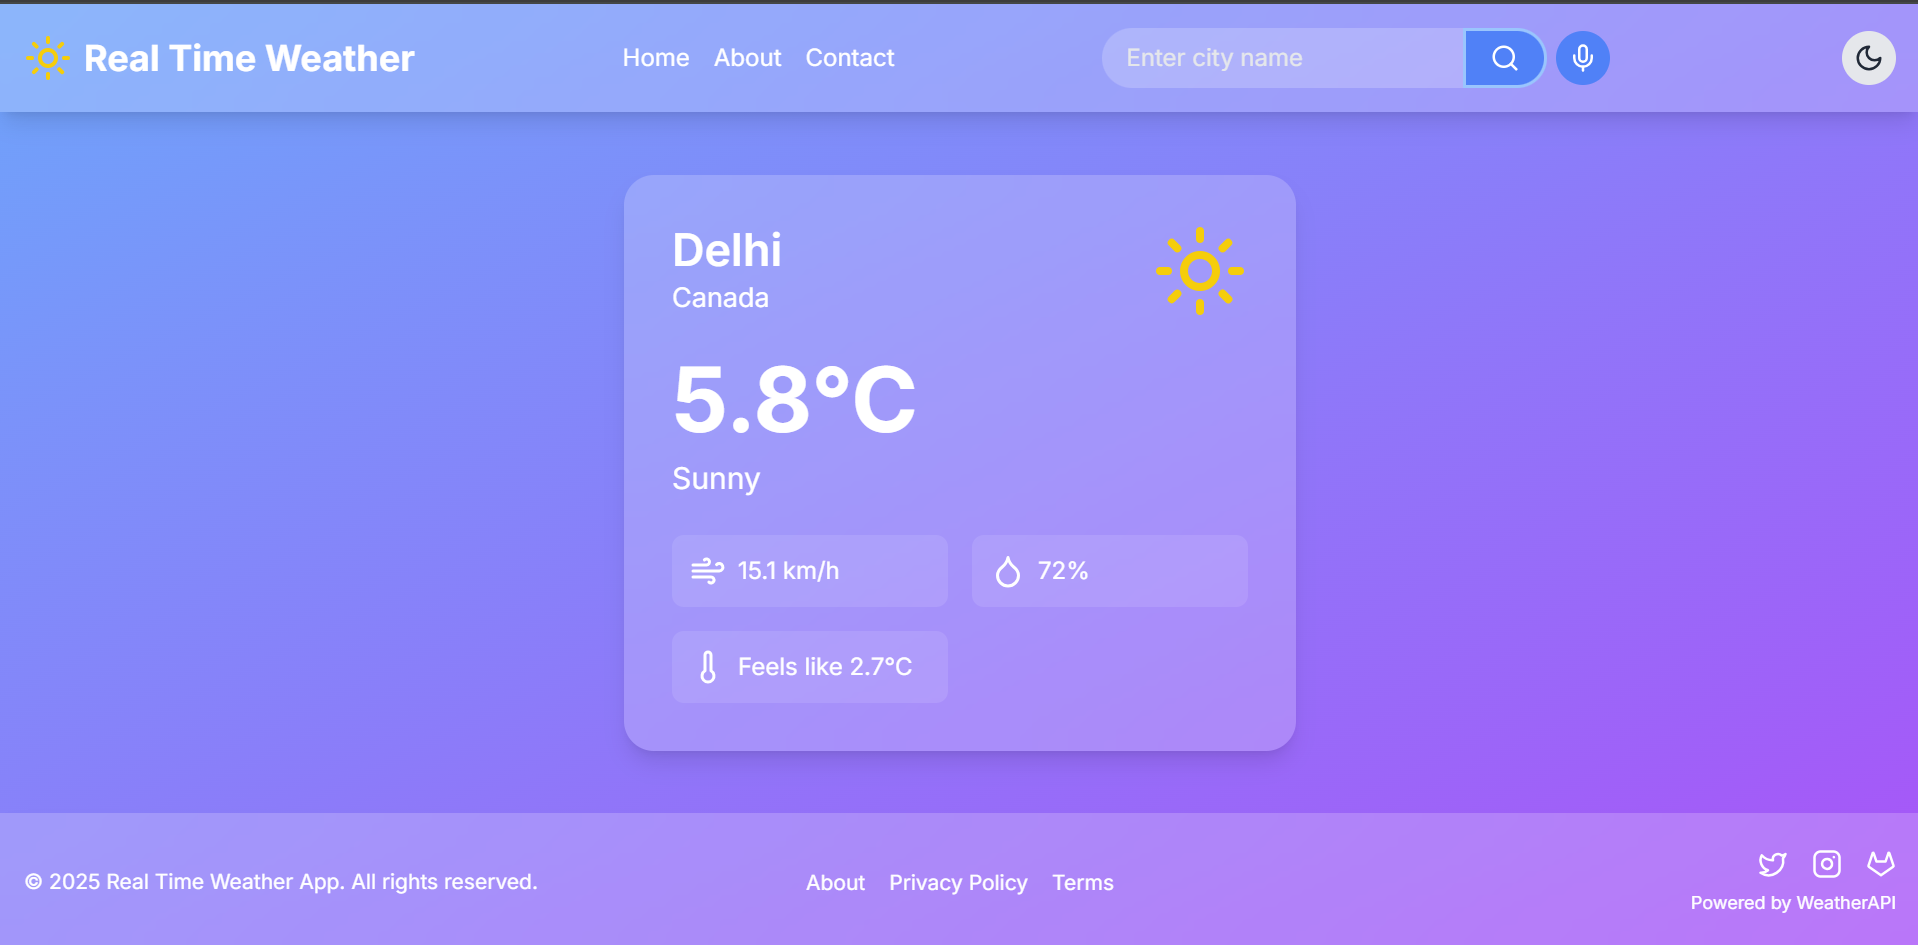 Real Time Weather
Home About Contact
Enter city name
Delhi
Canada
5.8°C
Sunny
15.1 km/h
72%
Feels like 2.7°C
© 2025 Real Time Weather App. All rights reserved.
About Privacy Policy Terms
Powered by WeatherAPI